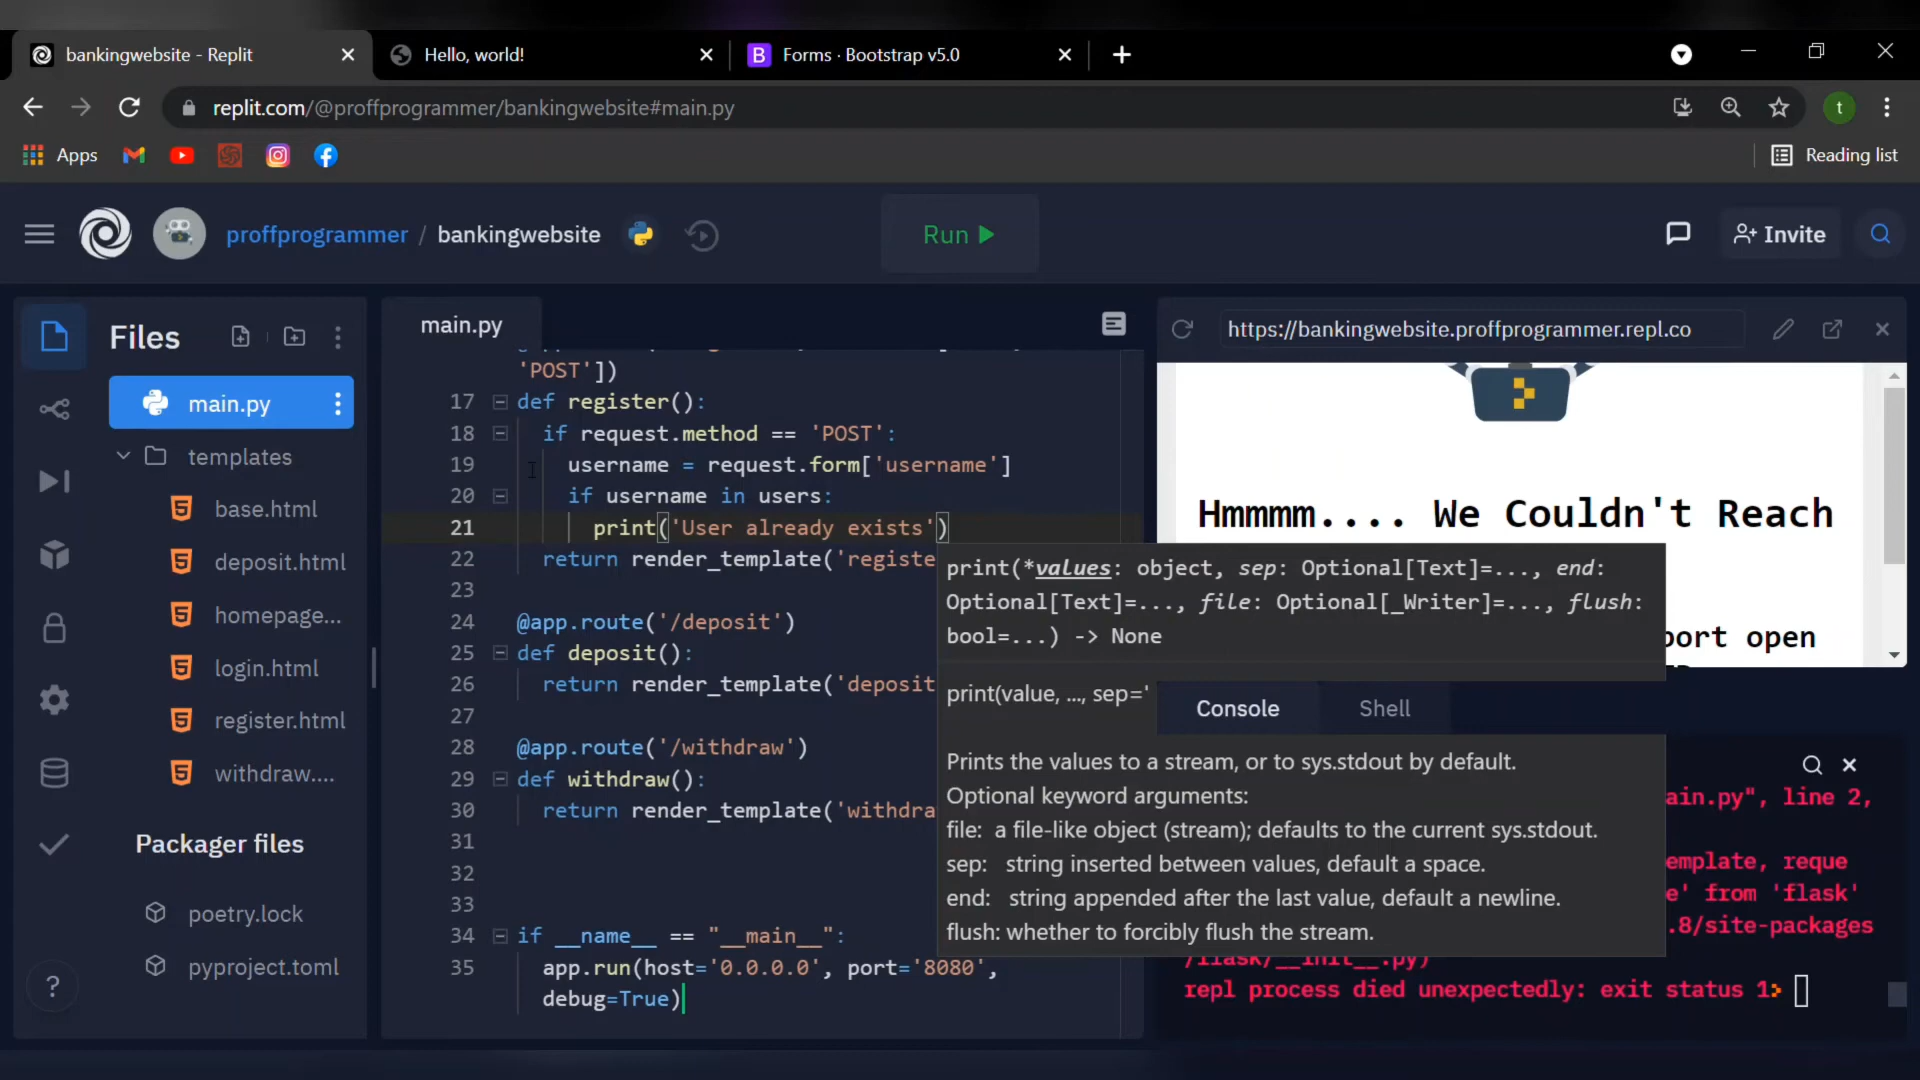 bankingwebsite - Replit
Hello, world!
B
Forms · Bootstrap v5.0
replit.com/@proffprogrammer/bankingwebsite#main.py
t
Apps
Reading list
proffprogrammer / bankingwebsite
Run
Invite
Files
main.py
templates
base.html
deposit.html
homepage...
login.html
register.html
withdraw....
Packager files
poetry.lock
pyproject.toml
?
main.py
'POST'])
17 def register():
18 if request.method == 'POST':
19 username = request.form['username']
20 if username in users:
21 print('User already exists')
22 return render_template('registe
23
24 @app.route('/deposit')
25 def deposit():
26 return render_template('deposit
27
28 @app.route('/withdraw')
29 def withdraw():
30 return render_template('withdra
31
32
33
34 if __name__ == "__main__":
35 app.run(host='0.0.0.0', port='8080',
debug=True)
print(*values: object, sep: Optional[Text]=..., end:
Optional[Text]=..., file: Optional[_Writer]=..., flush:
bool=...) -> None
print(value, ..., sep='
Prints the values to a stream, or to sys.stdout by default.
Optional keyword arguments:
file: a file-like object (stream); defaults to the current sys.stdout.
sep: string inserted between values, default a space.
end: string appended after the last value, default a newline.
flush: whether to forcibly flush the stream.
https://bankingwebsite.proffprogrammer.repl.co
Hmmmm.... We Couldn't Reach
port open
Console
Shell
ain.py", line 2,
emplate, reque
e' from 'flask'
.8/site-packages
/flask/__init__.py)
repl process died unexpectedly: exit status 1>